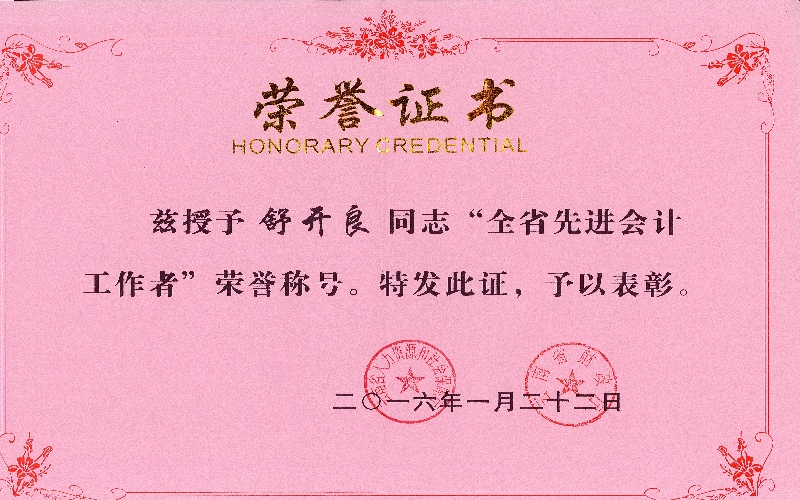 荣誉证书
HONORARY CREDENTIAL
兹授予 舒开良 同志“全省先进会计
工作者”荣誉称号。特发此证，予以表彰。
二〇一六年一月二十二日